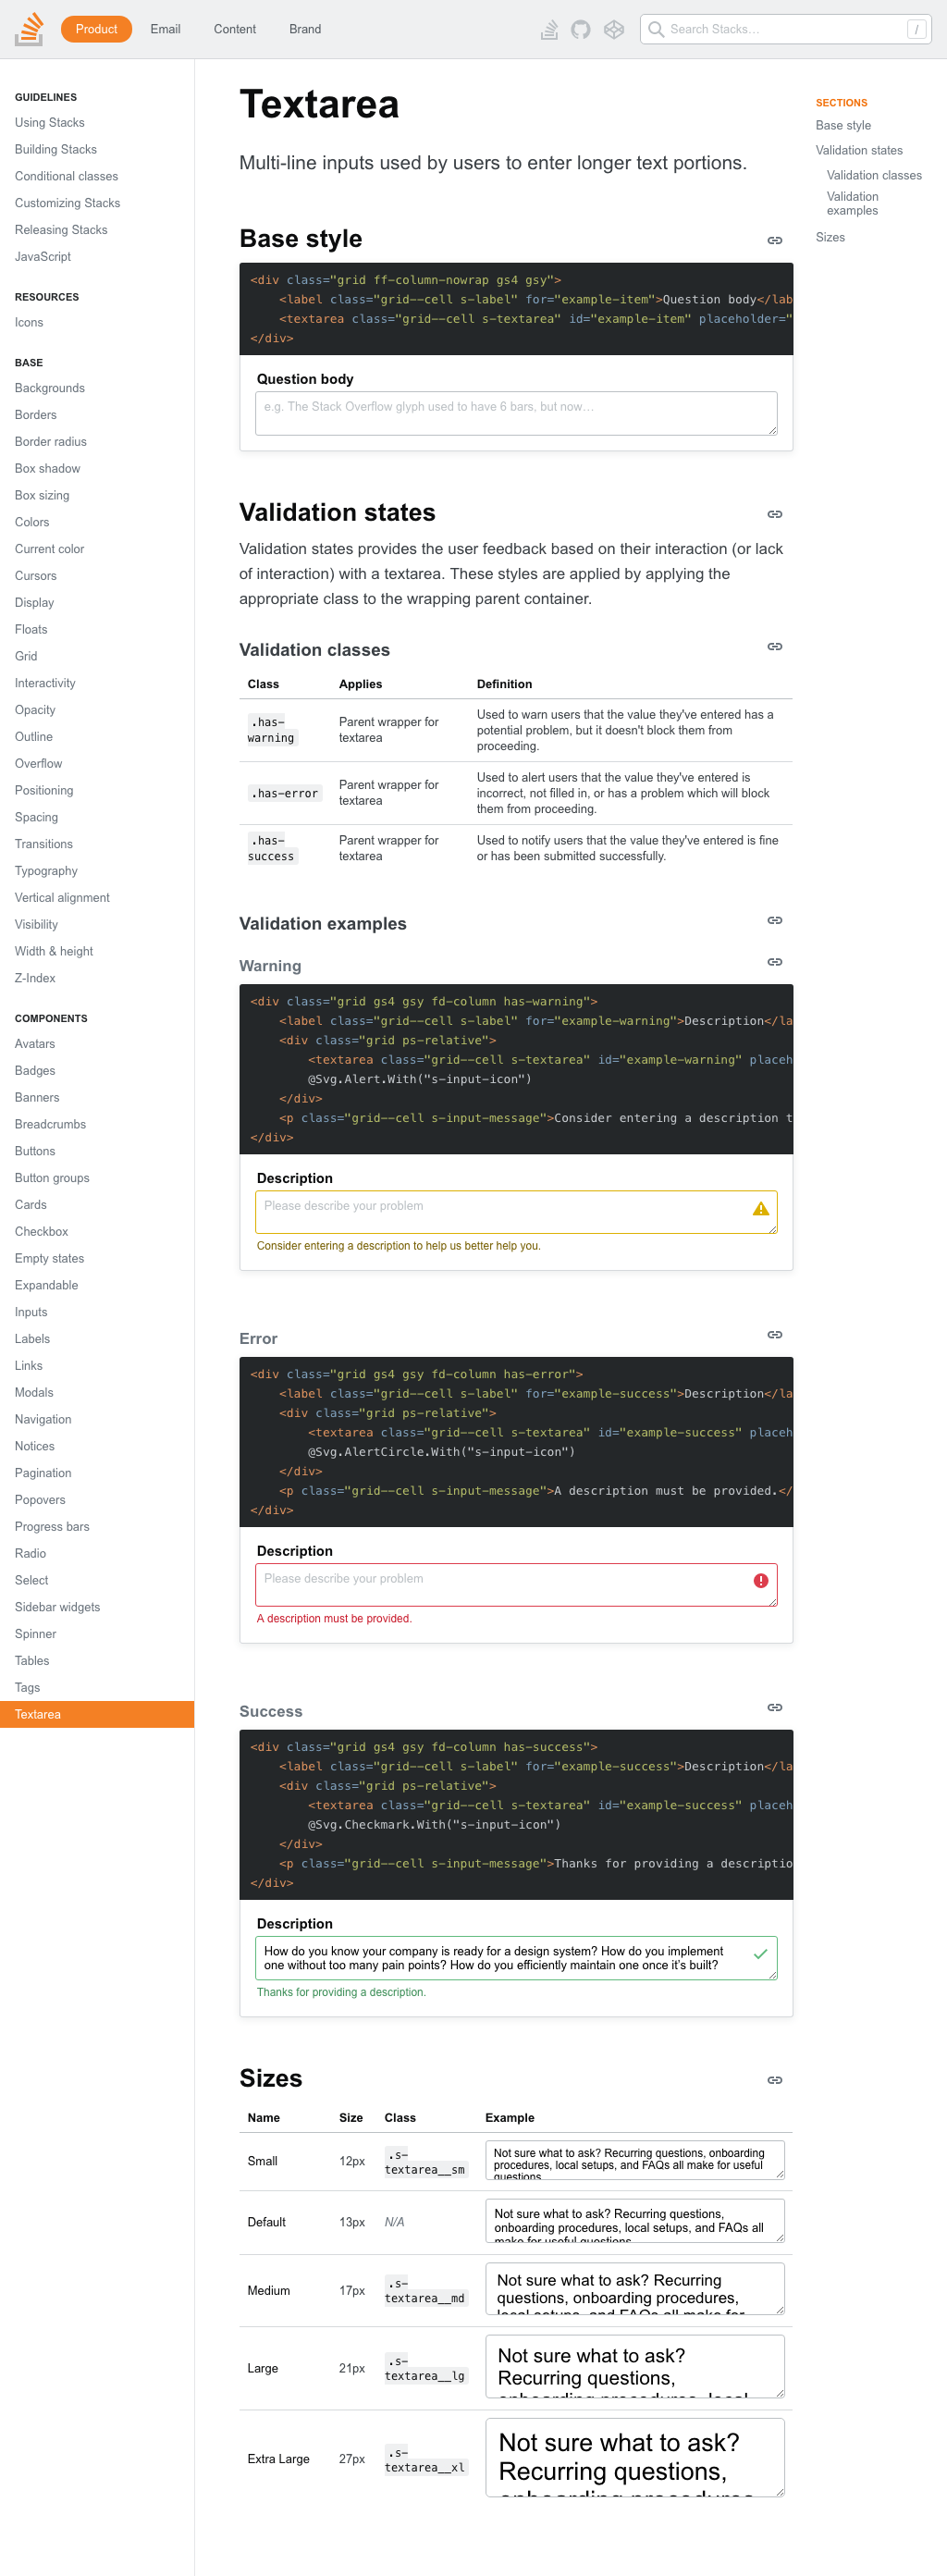 Product
Email
Content
Brand
Search Stacks…
/
GUIDELINES
Using Stacks
Building Stacks
Conditional classes
Customizing Stacks
Releasing Stacks
JavaScript
RESOURCES
Icons
BASE
Backgrounds
Borders
Border radius
Box shadow
Box sizing
Colors
Current color
Cursors
Display
Floats
Grid
Interactivity
Opacity
Outline
Overflow
Positioning
Spacing
Transitions
Typography
Vertical alignment
Visibility
Width & height
Z-Index
COMPONENTS
Avatars
Badges
Banners
Breadcrumbs
Buttons
Button groups
Cards
Checkbox
Empty states
Expandable
Inputs
Labels
Links
Modals
Navigation
Notices
Pagination
Popovers
Progress bars
Radio
Select
Sidebar widgets
Spinner
Tables
Tags
Textarea
Textarea
Multi-line inputs used by users to enter longer text portions.
Base style
<div class="grid ff-column-nowrap gs4 gsy">
<label class="grid--cell s-label" for="example-item">Question body</lab
<textarea class="grid--cell s-textarea" id="example-item" placeholder="
</div>
Question body
e.g. The Stack Overflow glyph used to have 6 bars, but now…
Validation states
Validation states provides the user feedback based on their interaction (or lack
of interaction) with a textarea. These styles are applied by applying the
appropriate class to the wrapping parent container.
Validation classes
Class Applies Definition
.has-
warning
Parent wrapper for
textarea
Used to warn users that the value they've entered has a
potential problem, but it doesn't block them from
proceeding.
.has-error
Parent wrapper for
textarea
Used to alert users that the value they've entered is
incorrect, not filled in, or has a problem which will block
them from proceeding.
.has-
success
Parent wrapper for
textarea
Used to notify users that the value they've entered is fine
or has been submitted successfully.
Validation examples
Warning
<div class="grid gs4 gsy fd-column has-warning">
<label class="grid--cell s-label" for="example-warning">Description</la
<div class="grid ps-relative">
<textarea class="grid--cell s-textarea" id="example-warning" placeh
@Svg.Alert.With("s-input-icon")
</div>
<p class="grid--cell s-input-message">Consider entering a description t
</div>
Description
Please describe your problem
Consider entering a description to help us better help you.
Error
<div class="grid gs4 gsy fd-column has-error">
<label class="grid--cell s-label" for="example-success">Description</la
<div class="grid ps-relative">
<textarea class="grid--cell s-textarea" id="example-success" placeh
@Svg.AlertCircle.With("s-input-icon")
</div>
<p class="grid--cell s-input-message">A description must be provided.</
</div>
Description
Please describe your problem
A description must be provided.
Success
<div class="grid gs4 gsy fd-column has-success">
<label class="grid--cell s-label" for="example-success">Description</la
<div class="grid ps-relative">
<textarea class="grid--cell s-textarea" id="example-success" placeh
@Svg.Checkmark.With("s-input-icon")
</div>
<p class="grid--cell s-input-message">Thanks for providing a descriptio
</div>
Description
How do you know your company is ready for a design system? How do you implement
one without too many pain points? How do you efficiently maintain one once it's built?
Thanks for providing a description.
Sizes
Name Size Class Example
Small 12px
.s-
textarea__sm
Not sure what to ask? Recurring questions, onboarding
procedures, local setups, and FAQs all make for useful
questions
Default 13px N/A
Not sure what to ask? Recurring questions,
onboarding procedures, local setups, and FAQs all
make for useful questions
Medium 17px
.s-
textarea__md
Not sure what to ask? Recurring
questions, onboarding procedures,
local setups, and FAQs all make for
Large 21px
.s-
textarea__lg
Not sure what to ask?
Recurring questions,
onboarding procedures, local
Extra Large 27px
.s-
textarea__xl
Not sure what to ask?
Recurring questions,
onboarding procedures
SECTIONS
Base style
Validation states
Validation classes
Validation
examples
Sizes